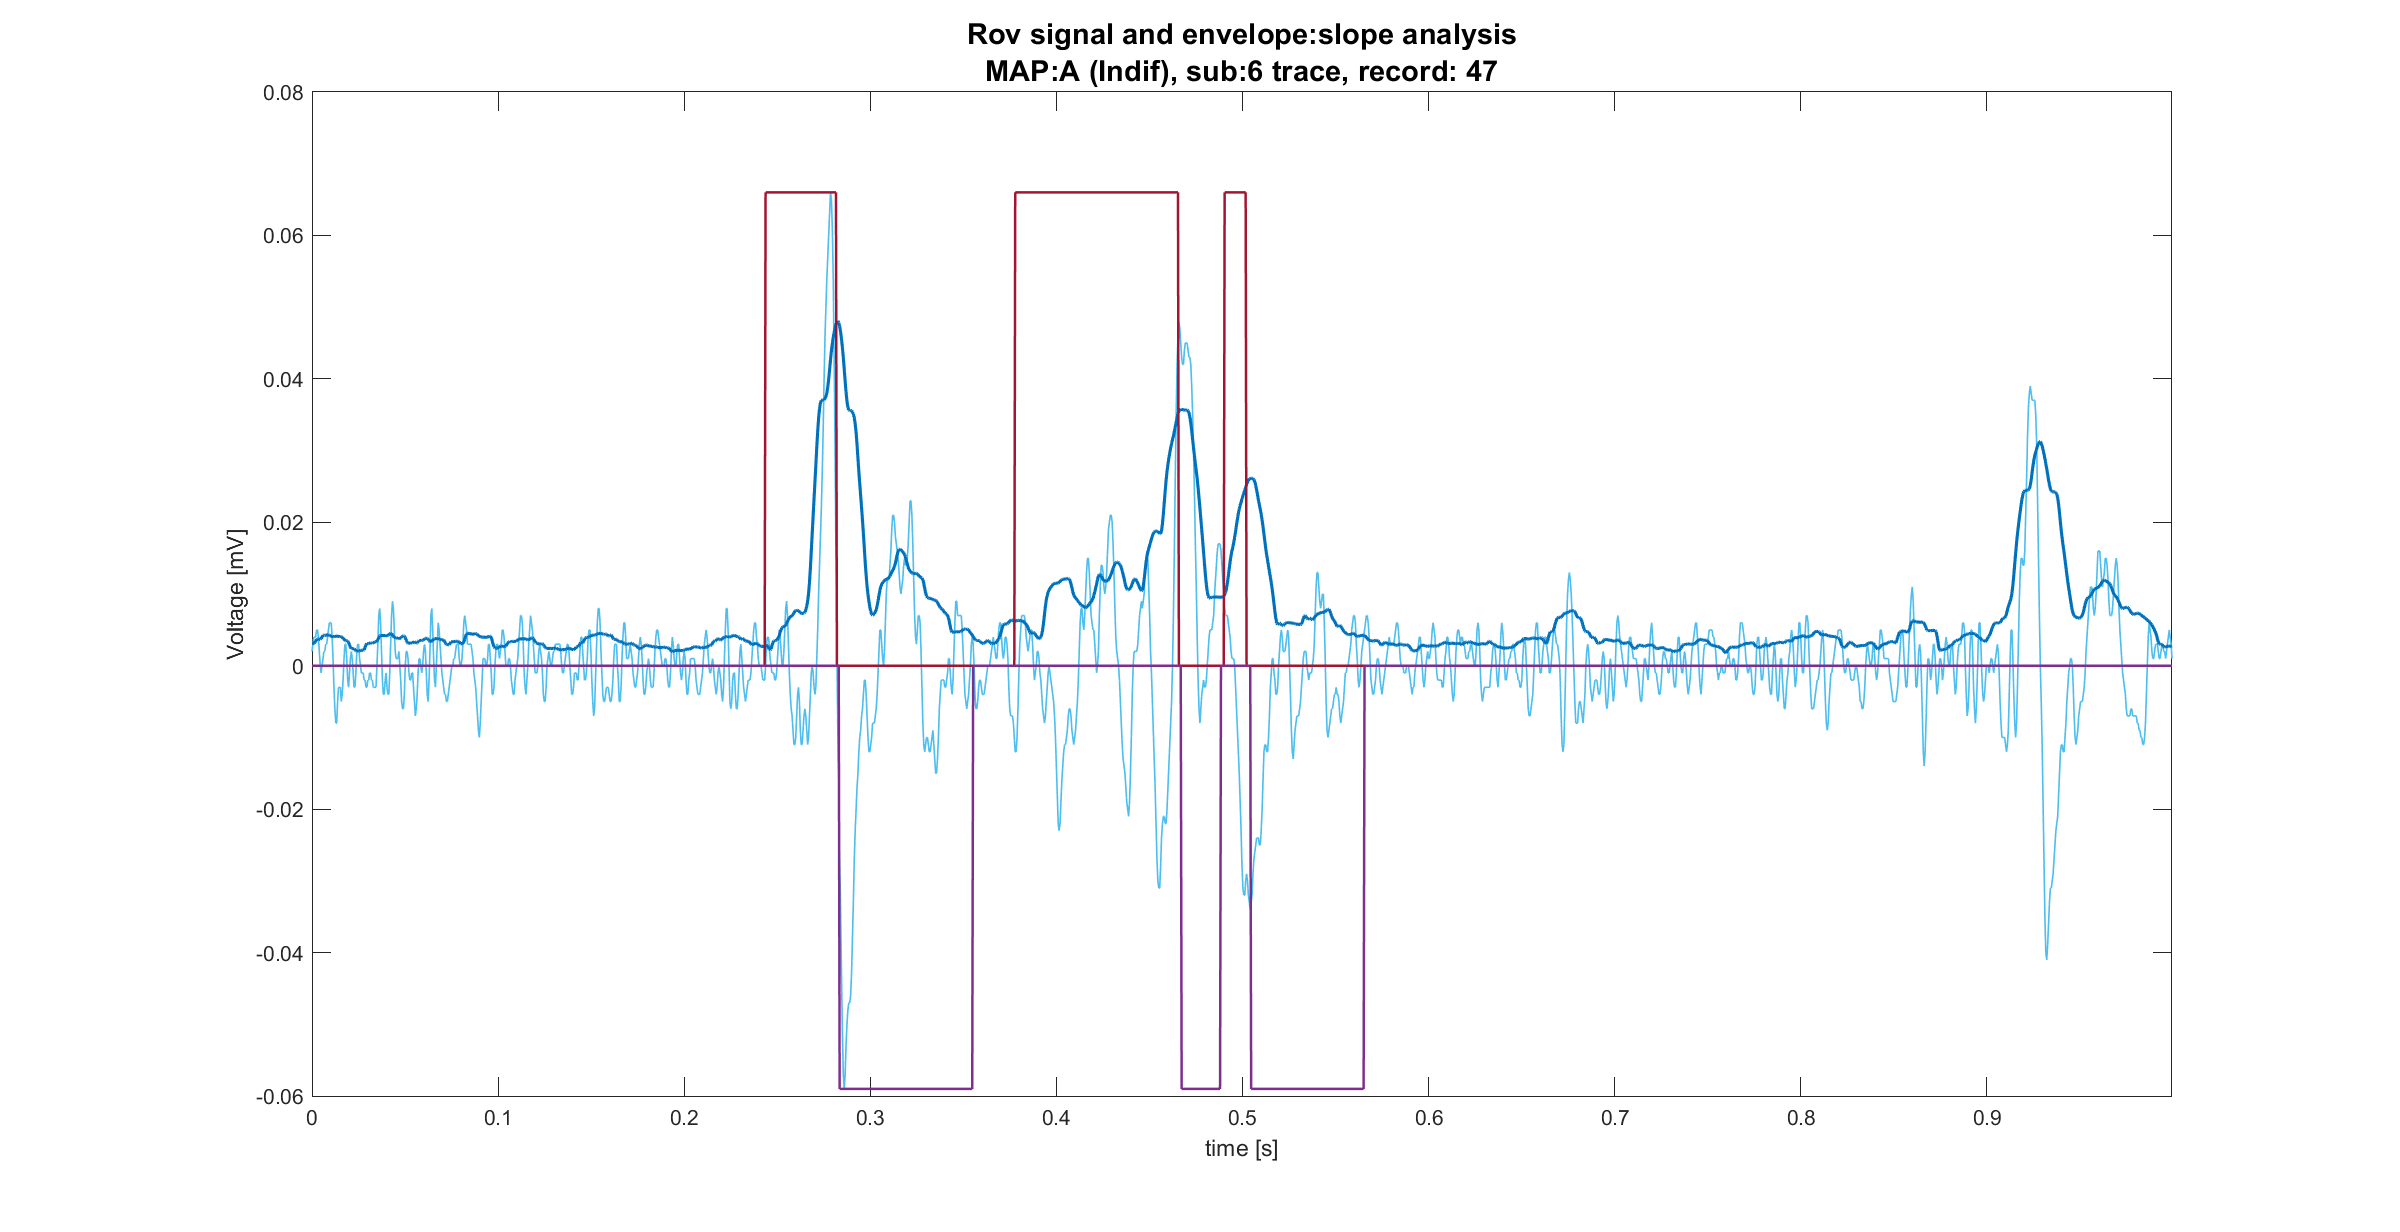 Rov signal and envelope:slope analysis
MAP:A (Indif), sub:6 trace, record: 47
0.08
0.06
0.04
0.02
0
-0.02
-0.04
-0.06
Voltage [mV]
0 0.1 0.2 0.3 0.4 0.5 0.6 0.7 0.8 0.9
time [s]